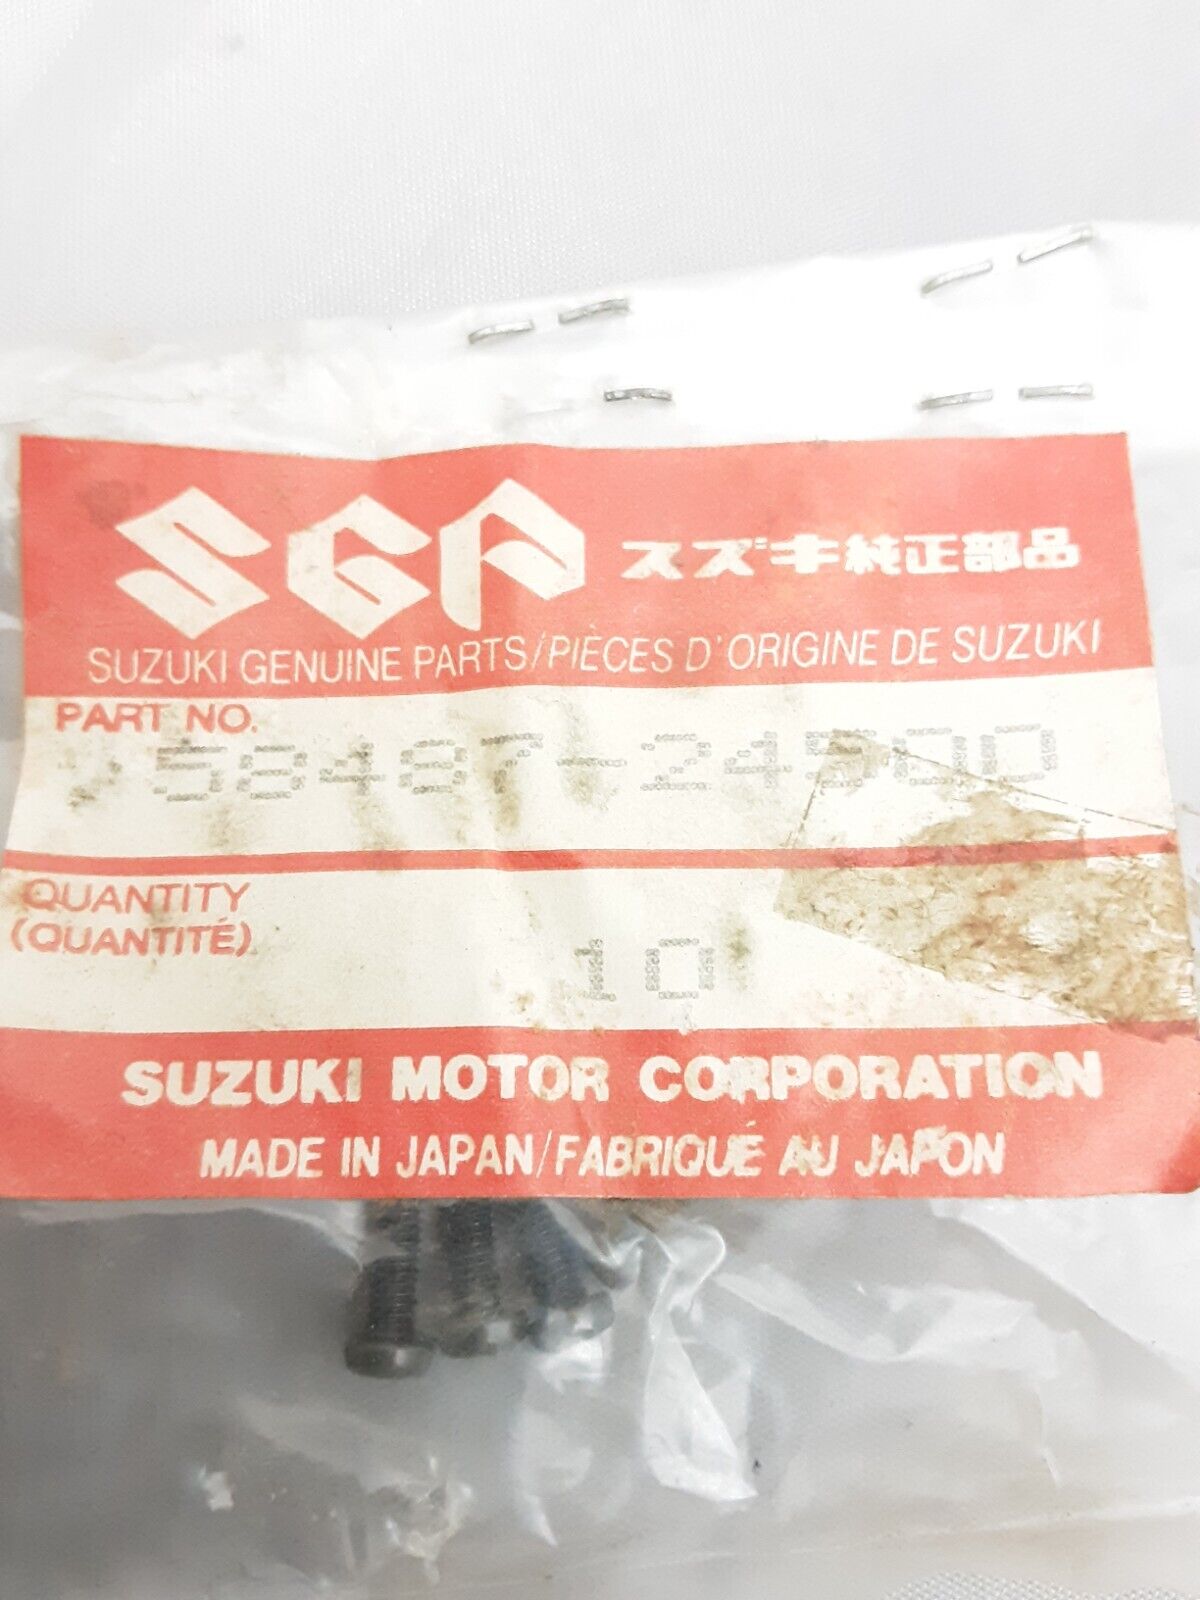 SGP スズキ純正部品
SUZUKI GENUINE PARTS/PIÈCES D'ORIGINE DE SUZUKI
PART NO.
QUANTITY
(QUANTITÉ)
10
SUZUKI MOTOR CORPORATION
MADE IN JAPAN/FABRIQUÉ AU JAPON